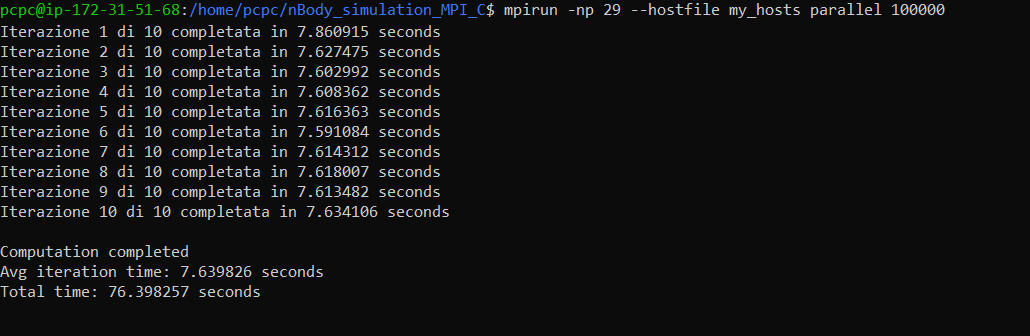 pcpc@ip-172-31-51-68:/home/pcpc/nBody_simulation_MPI_C$ mpirun -np 29 --hostfile my_hosts parallel 100000
Iterazione 1 di 10 completata in 7.860915 seconds
Iterazione 2 di 10 completata in 7.627475 seconds
Iterazione 3 di 10 completata in 7.602992 seconds
Iterazione 4 di 10 completata in 7.608362 seconds
Iterazione 5 di 10 completata in 7.616363 seconds
Iterazione 6 di 10 completata in 7.591084 seconds
Iterazione 7 di 10 completata in 7.614312 seconds
Iterazione 8 di 10 completata in 7.618007 seconds
Iterazione 9 di 10 completata in 7.613482 seconds
Iterazione 10 di 10 completata in 7.634106 seconds
Computation completed
Avg iteration time: 7.639826 seconds
Total time: 76.398257 seconds